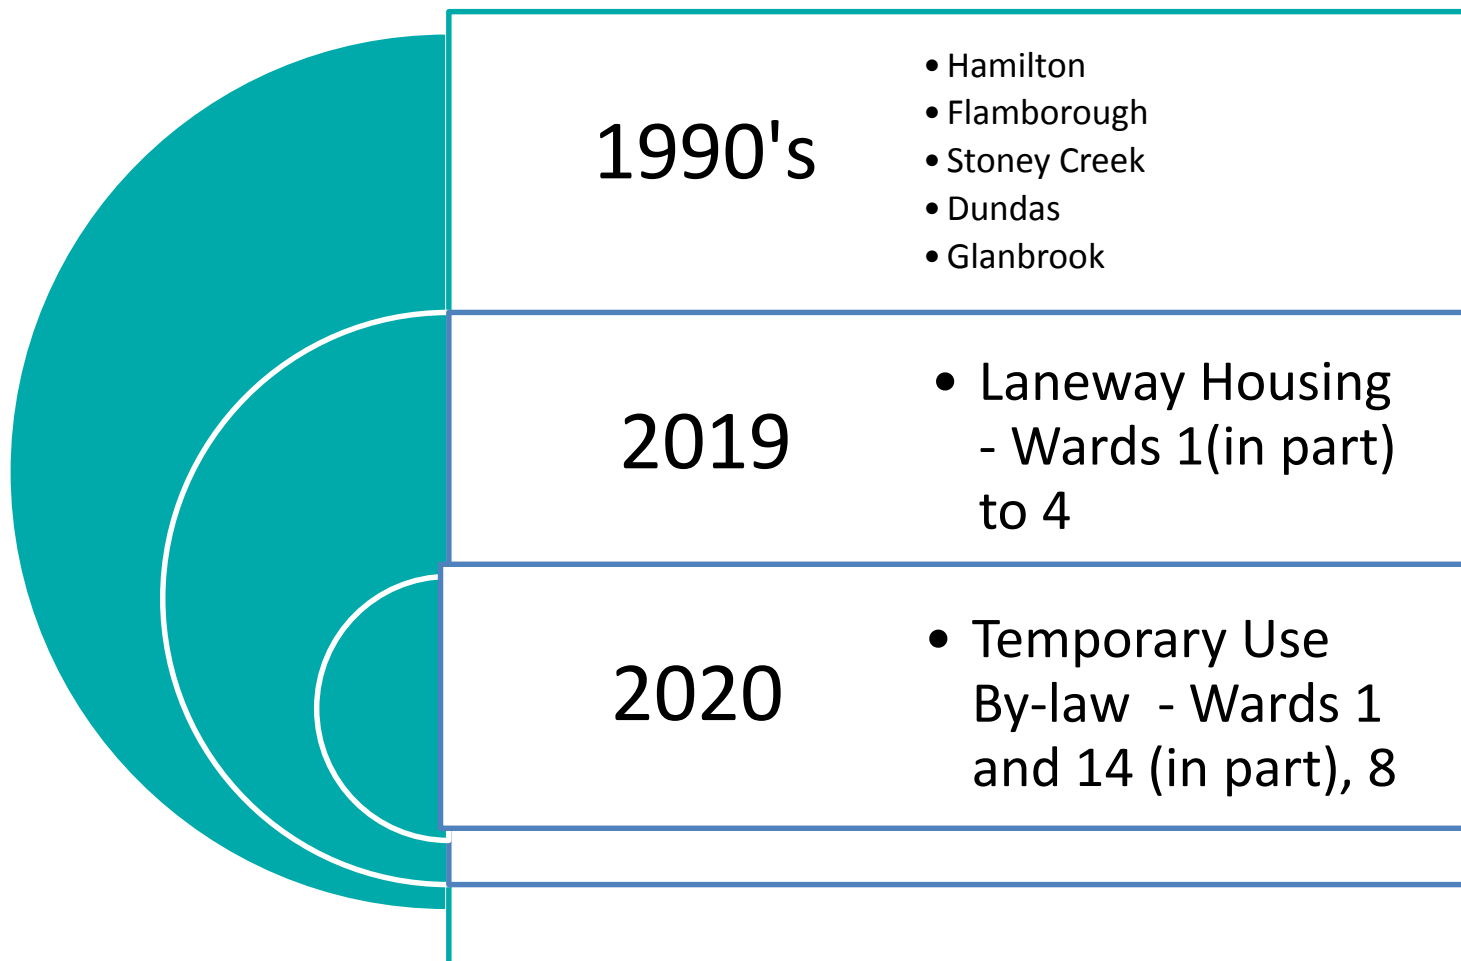 1990's
• Hamilton
• Flamborough
• Stoney Creek
• Dundas
• Glanbrook
2019
• Laneway Housing
- Wards 1(in part)
to 4
2020
• Temporary Use
By-law  - Wards 1
and 14 (in part), 8